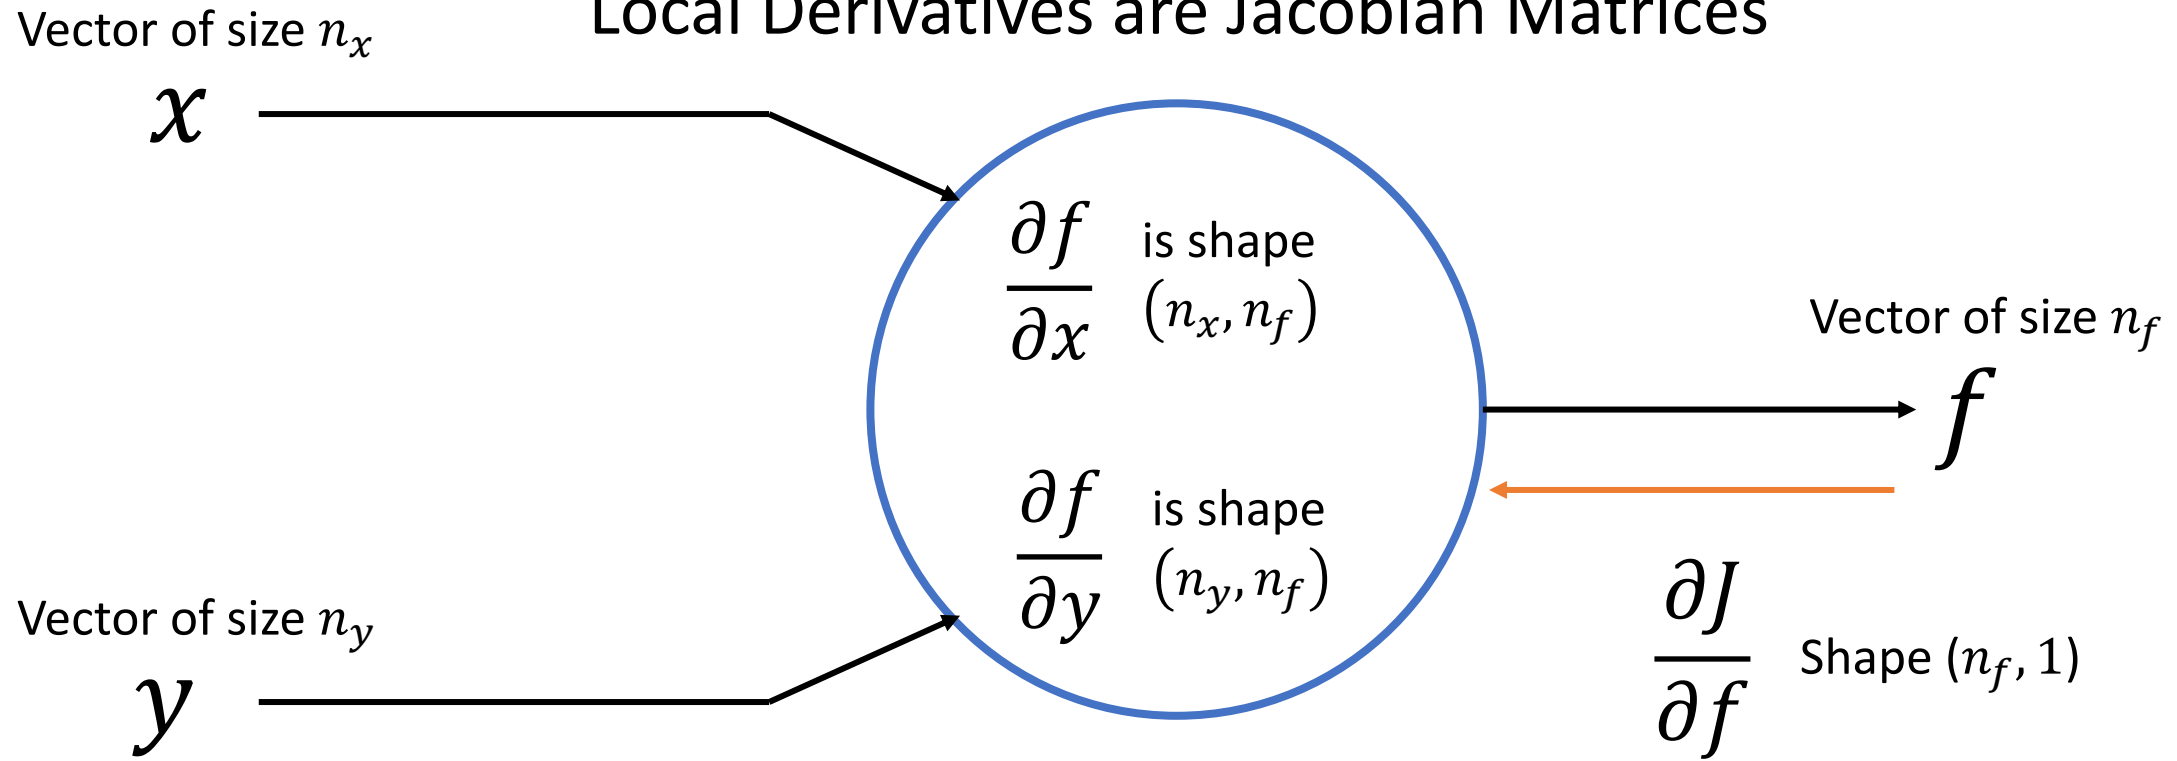 Local Derivatives are Jacobian Matrices
Vector of size n_x
x
∂f/∂x is shape
(n_x, n_f)
Vector of size n_f
f
∂f/∂y is shape
(n_y, n_f)
Vector of size n_y
y
∂J/∂f Shape (n_f, 1)